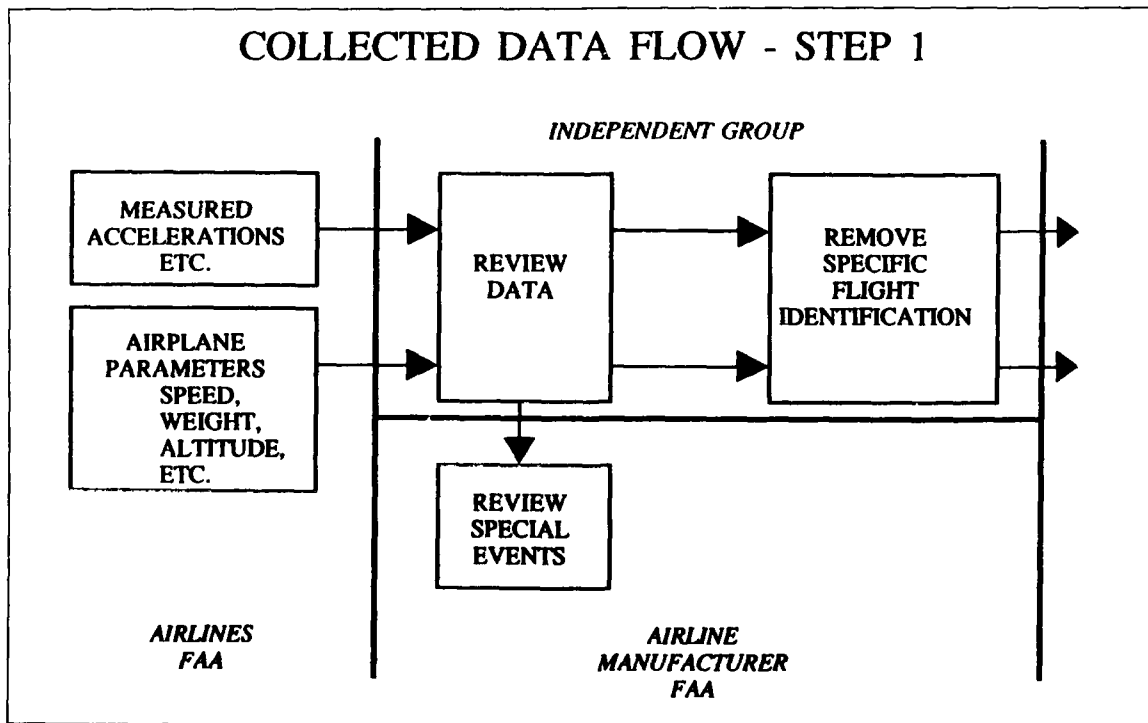 COLLECTED DATA FLOW - STEP 1
INDEPENDENT GROUP
MEASURED
ACCELERATIONS
ETC.
AIRPLANE
PARAMETERS
SPEED,
WEIGHT,
ALTITUDE,
ETC.
REVIEW
DATA
REMOVE
SPECIFIC
FLIGHT
IDENTIFICATION
REVIEW
SPECIAL
EVENTS
AIRLINES
FAA
AIRLINE
MANUFACTURER
FAA